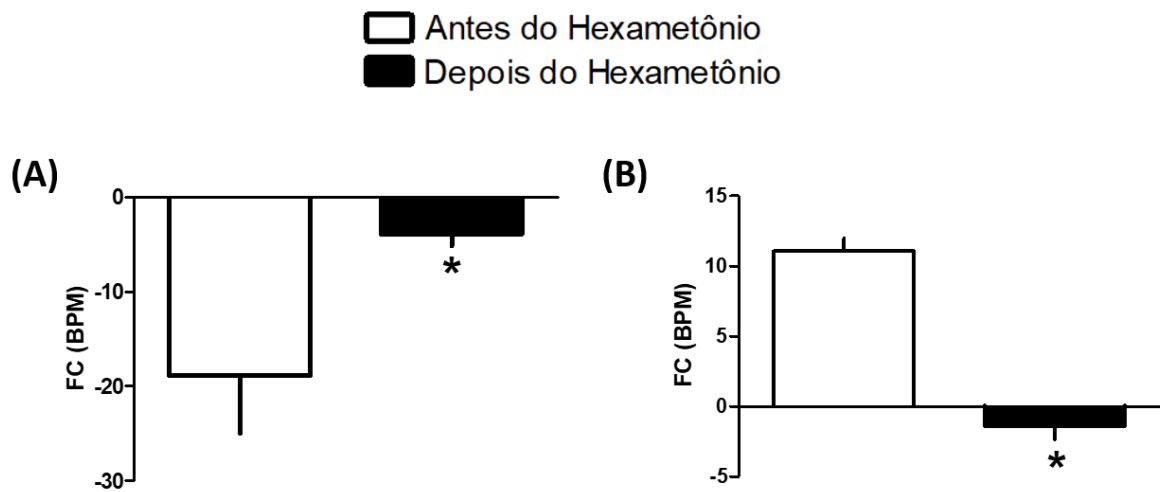 Antes do Hexametônio
Depois do Hexametônio
(A)
0
-10
-20
-30
FC (BPM)
*
(B)
15
10
5
0
-5
FC (BPM)
*